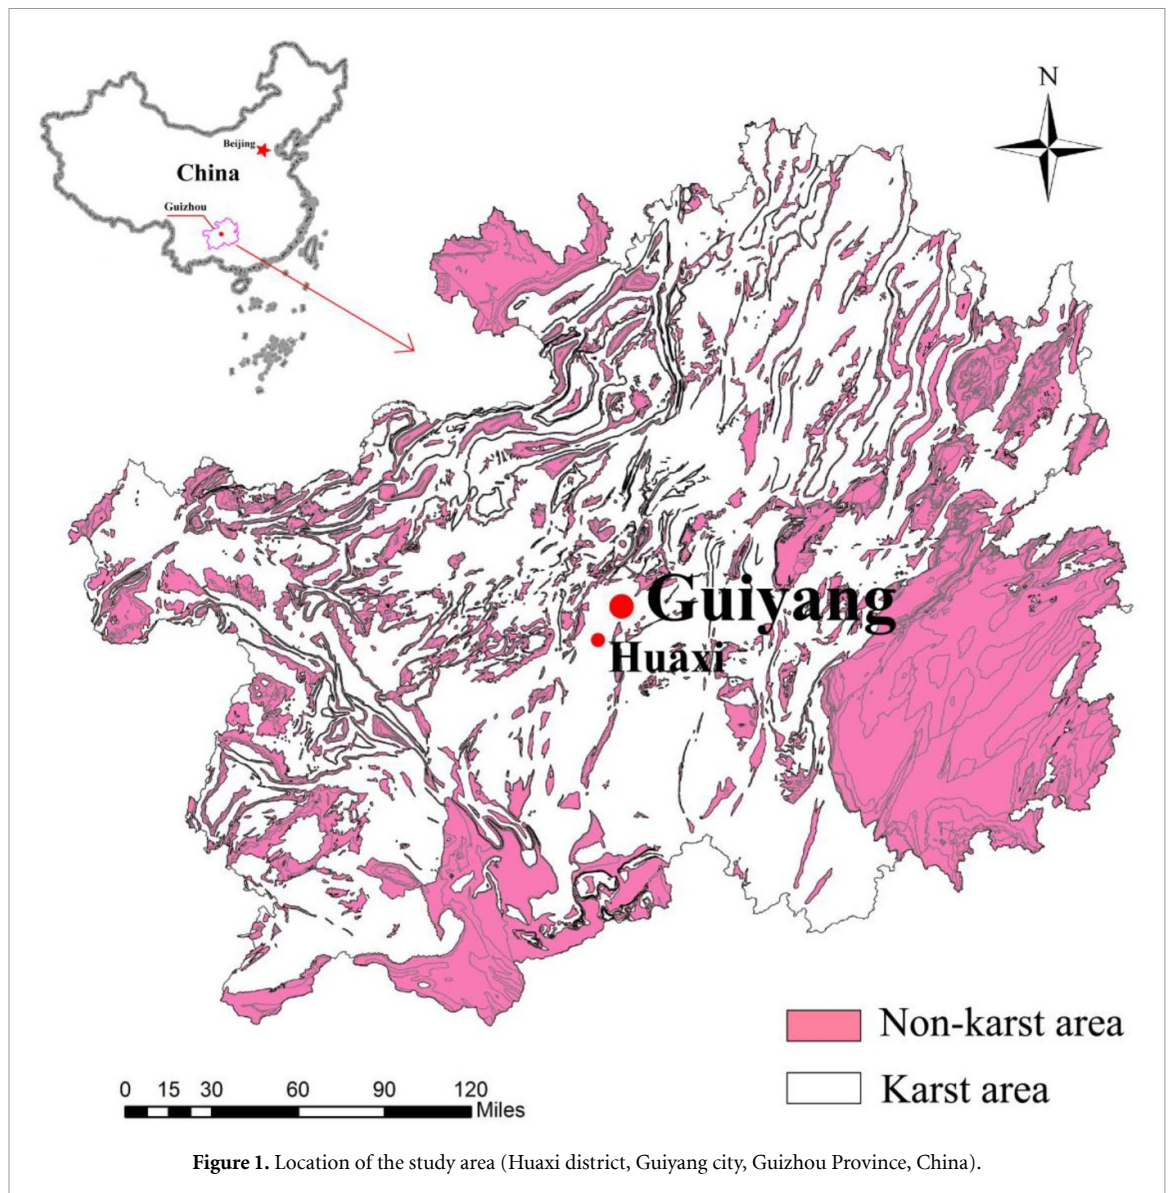 N
Beijing
China
Guizhou
Guiyang
Huaxi
Non-karst area
Karst area
0 15 30 60 90 120
Miles
Figure 1. Location of the study area (Huaxi district, Guiyang city, Guizhou Province, China).